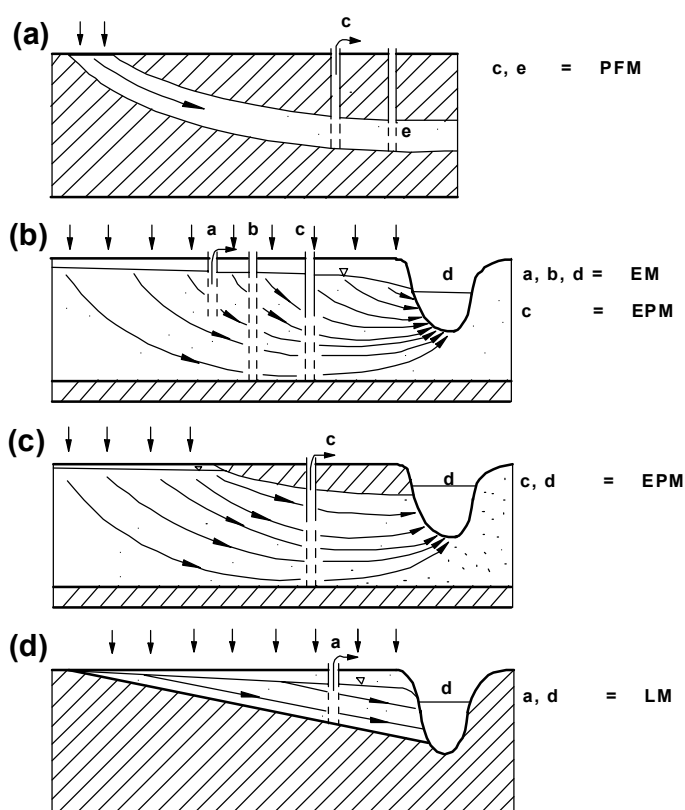 (a)
c
c, e = PFM
e
(b)
a b c
d
a, b, d = EM
c = EPM
(c)
c
d
c, d = EPM
(d)
a
d
a, d = LM